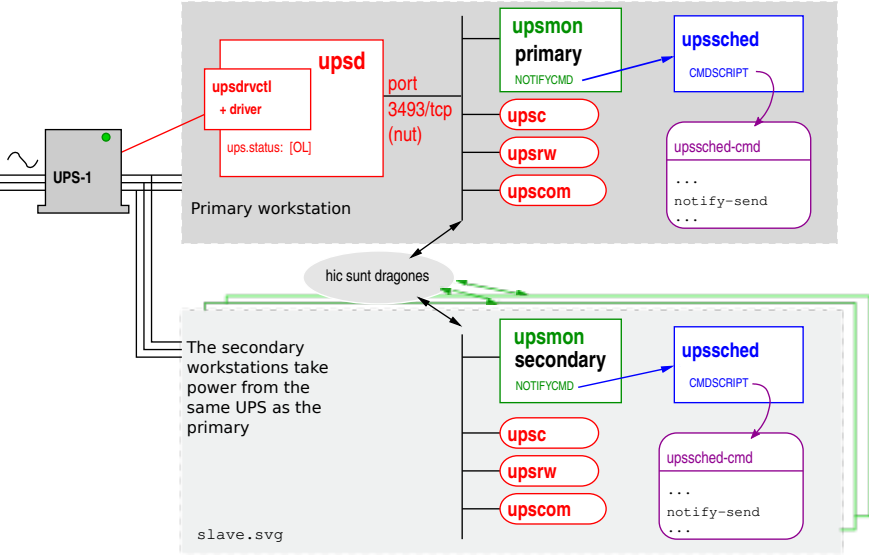 upsmon
primary
NOTIFYCMD
upssched
CMDSCRIPT
upsd
upsdrvctl
+ driver
ups.status: [OL]
port
3493/tcp
(nut)
upsc
upsrw
upscom
upssched-cmd
...
notify-send
...
UPS-1
Primary workstation
hic sunt dragones
The secondary
workstations take
power from the
same UPS as the
primary
upsmon
secondary
NOTIFYCMD
upssched
CMDSCRIPT
upsc
upsrw
upscom
upssched-cmd
...
notify-send
...
slave.svg